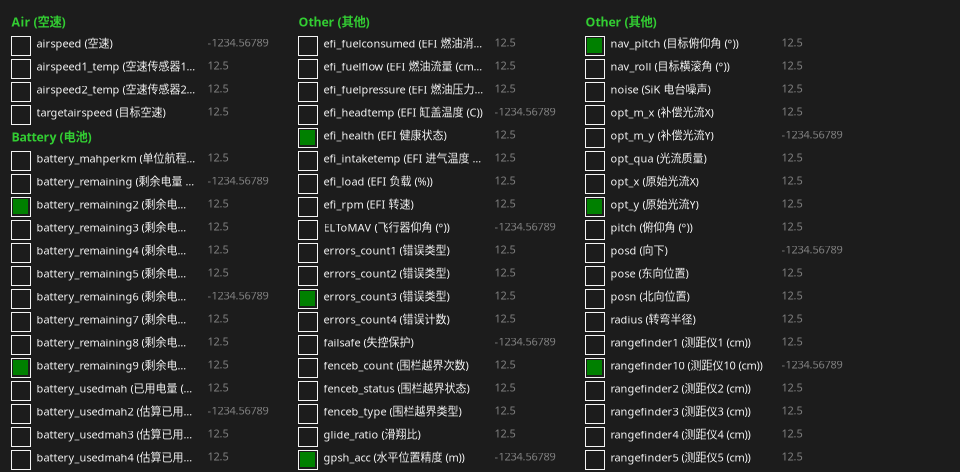 Air (空速)
airspeed (空速) -1234.56789
airspeed1_temp (空速传感器1... 12.5
airspeed2_temp (空速传感器2... 12.5
targetairspeed (目标空速) 12.5
Battery (电池)
battery_mahperkm (单位航程... 12.5
battery_remaining (剩余电量 ... -1234.56789
battery_remaining2 (剩余电... 12.5
battery_remaining3 (剩余电... 12.5
battery_remaining4 (剩余电... 12.5
battery_remaining5 (剩余电... 12.5
battery_remaining6 (剩余电... -1234.56789
battery_remaining7 (剩余电... 12.5
battery_remaining8 (剩余电... 12.5
battery_remaining9 (剩余电... 12.5
battery_usedmah (已用电量 (... 12.5
battery_usedmah2 (估算已用... -1234.56789
battery_usedmah3 (估算已用... 12.5
battery_usedmah4 (估算已用... 12.5
Other (其他)
efi_fuelconsumed (EFI 燃油消... 12.5
efi_fuelflow (EFI 燃油流量 (cm... 12.5
efi_fuelpressure (EFI 燃油压力... 12.5
efi_headtemp (EFI 缸盖温度 (C)) -1234.56789
efi_health (EFI 健康状态) 12.5
efi_intaketemp (EFI 进气温度 ... 12.5
efi_load (EFI 负载 (%)) 12.5
efi_rpm (EFI 转速) 12.5
ELToMAV (飞行器仰角 (°)) -1234.56789
errors_count1 (错误类型) 12.5
errors_count2 (错误类型) 12.5
errors_count3 (错误类型) 12.5
errors_count4 (错误计数) 12.5
failsafe (失控保护) -1234.56789
fenceb_count (围栏越界次数) 12.5
fenceb_status (围栏越界状态) 12.5
fenceb_type (围栏越界类型) 12.5
glide_ratio (滑翔比) 12.5
gpsh_acc (水平位置精度 (m)) -1234.56789
Other (其他)
nav_pitch (目标俯仰角 (°)) 12.5
nav_roll (目标横滚角 (°)) 12.5
noise (SiK 电台噪声) 12.5
opt_m_x (补偿光流X) 12.5
opt_m_y (补偿光流Y) -1234.56789
opt_qua (光流质量) 12.5
opt_x (原始光流X) 12.5
opt_y (原始光流Y) 12.5
pitch (俯仰角 (°)) 12.5
posd (向下) -1234.56789
pose (东向位置) 12.5
posn (北向位置) 12.5
radius (转弯半径) 12.5
rangefinder1 (测距仪1 (cm)) 12.5
rangefinder10 (测距仪10 (cm)) -1234.56789
rangefinder2 (测距仪2 (cm)) 12.5
rangefinder3 (测距仪3 (cm)) 12.5
rangefinder4 (测距仪4 (cm)) 12.5
rangefinder5 (测距仪5 (cm)) 12.5